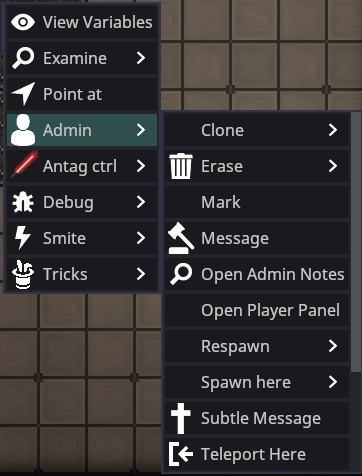 View Variables
Examine
Point at
Admin
Antag ctrl
Debug
Smite
Tricks
Clone
Erase
Mark
Message
Open Admin Notes
Open Player Panel
Respawn
Spawn here
Subtle Message
Teleport Here